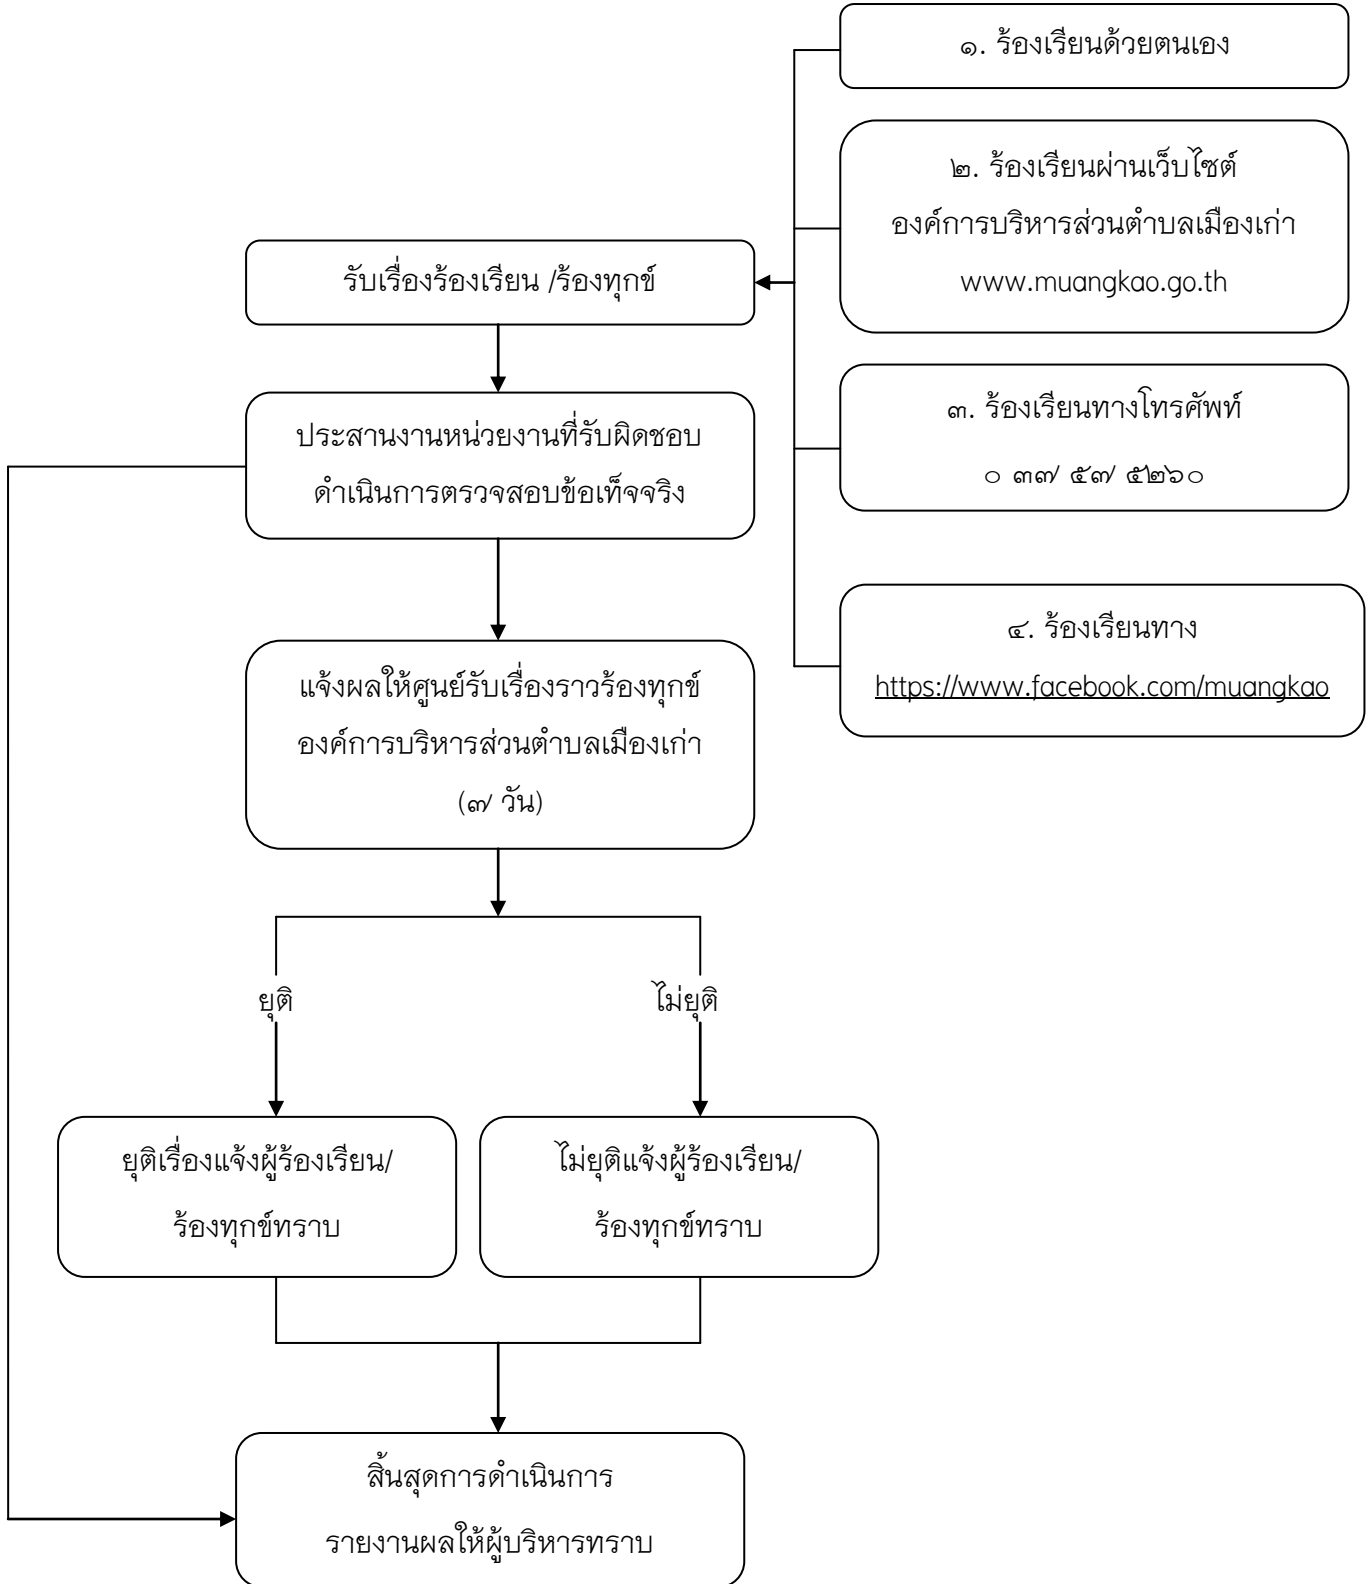 ๑. ร้องเรียนด้วยตนเอง
๒. ร้องเรียนผ่านเว็บไซต์
องค์การบริหารส่วนตำบลเมืองเก่า
www.muangkao.go.th
รับเรื่องร้องเรียน /ร้องทุกข์
๓. ร้องเรียนทางโทรศัพท์
๐ ๓๗ ๕๗ ๕๒๖๐
ประสานงานหน่วยงานที่รับผิดชอบ
ดำเนินการตรวจสอบข้อเท็จจริง
๔. ร้องเรียนทาง
https://www.facebook.com/muangkao
แจ้งผลให้ศูนย์รับเรื่องราวร้องทุกข์
องค์การบริหารส่วนตำบลเมืองเก่า
(๗ วัน)
ยุติ
ไม่ยุติ
ยุติเรื่องแจ้งผู้ร้องเรียน/
ร้องทุกข์ทราบ
ไม่ยุติแจ้งผู้ร้องเรียน/
ร้องทุกข์ทราบ
สิ้นสุดการดำเนินการ
รายงานผลให้ผู้บริหารทราบ